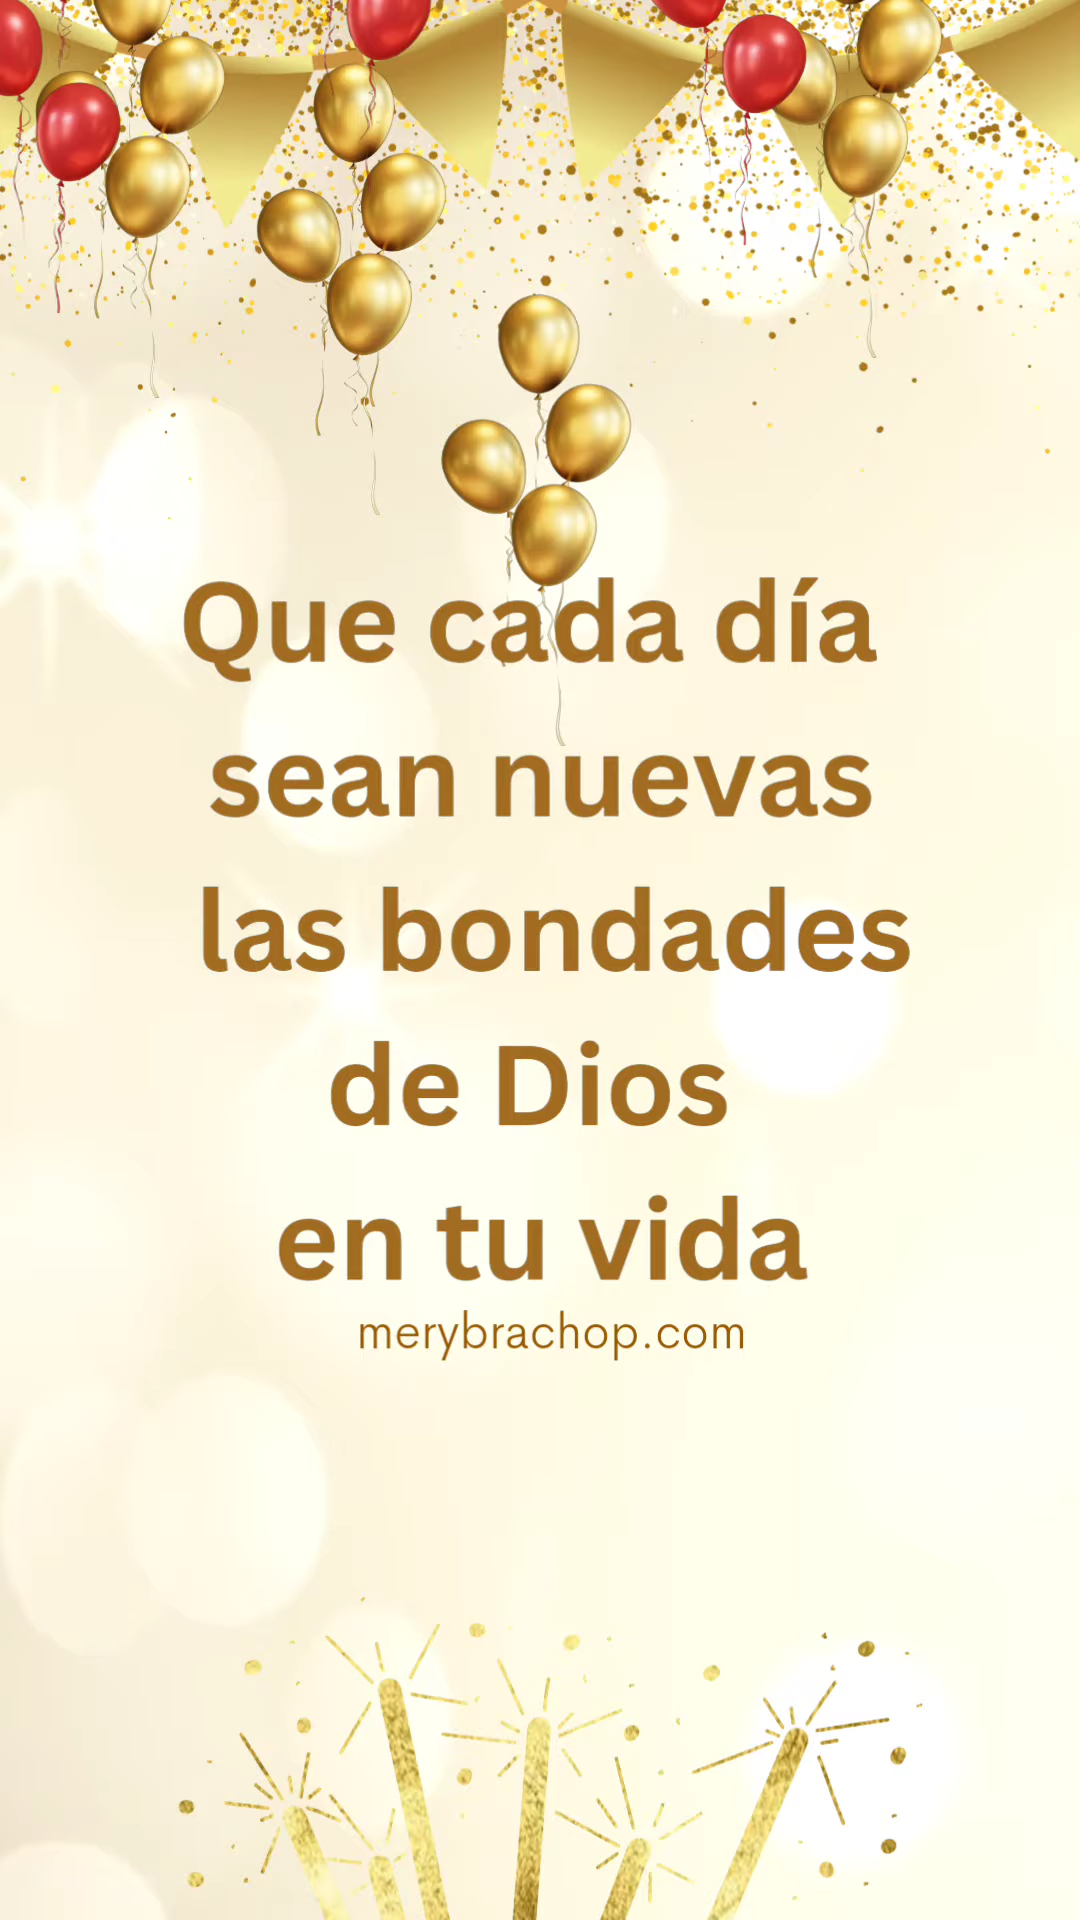 Que cada día
sean nuevas
las bondades
de Dios
en tu vida
merybrachop.com